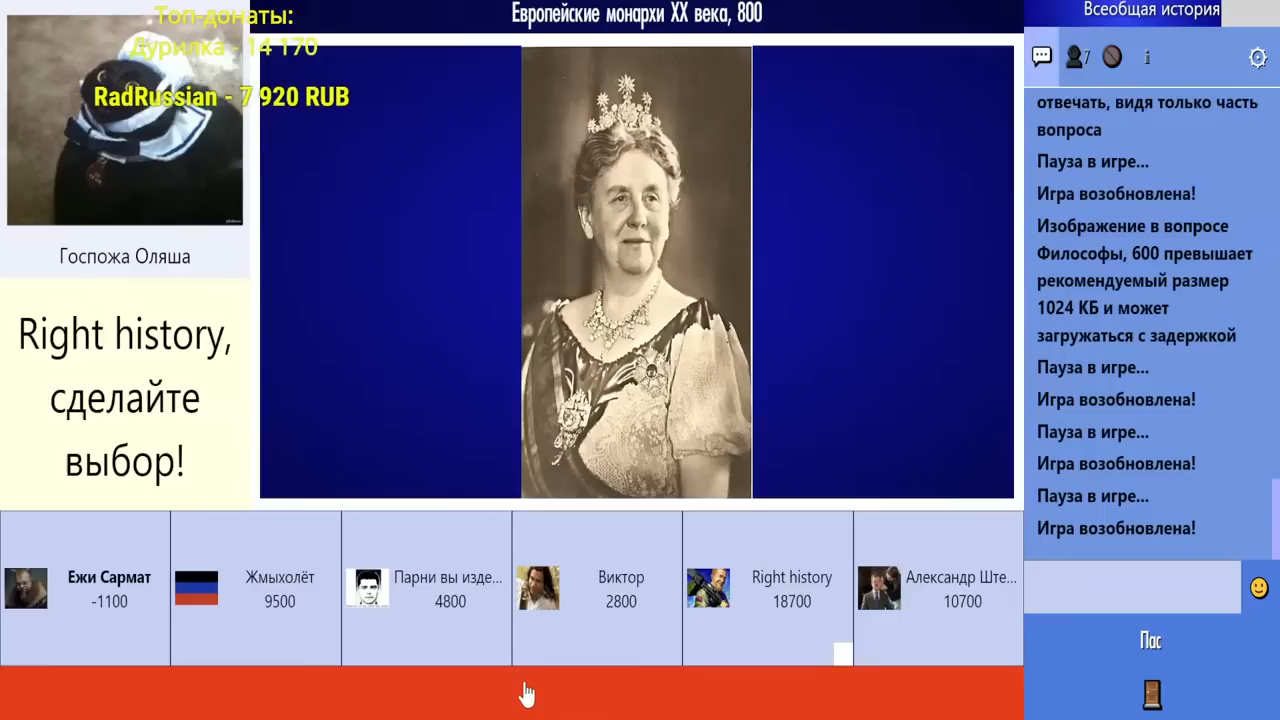 Топ-донаты:
Дурилка - 14 170
RadRussian - 7 920 RUB
Европейские монархи XX века, 800
Всеобщая история
Госпожа Оляша
Right history,
сделайте
выбор!
7
i
отвечать, видя только часть
вопроса
Пауза в игре...
Игра возобновлена!
Изображение в вопросе
Философы, 600 превышает
рекомендуемый размер
1024 КБ и может
загружаться с задержкой
Пауза в игре...
Игра возобновлена!
Пауза в игре...
Игра возобновлена!
Пауза в игре...
Игра возобновлена!
Ежи Сармат
-1100
Жмыхолёт
9500
Парни вы изде...
4800
Виктор
2800
Right history
18700
Александр Ште...
10700
Пас